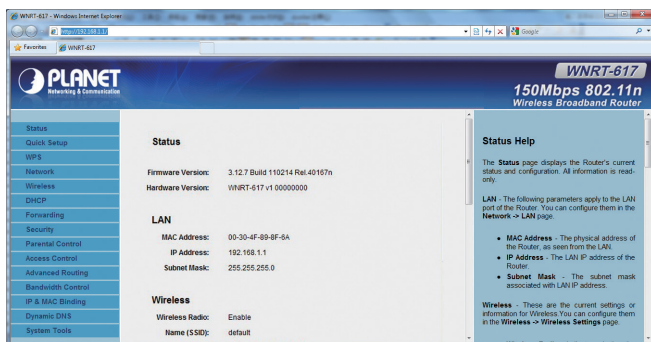 WNRT-617 - Windows Internet Explorer
http://192.168.1.1/
Google
Favorites
WNRT-617
PLANET
Networking & Communication
WNRT-617
150Mbps 802.11n
Wireless Broadband Router
Status
Quick Setup
WPS
Network
Wireless
DHCP
Forwarding
Security
Parental Control
Access Control
Advanced Routing
Bandwidth Control
IP & MAC Binding
Dynamic DNS
System Tools
Status
Firmware Version: 3.12.7 Build 110214 Rel.40167n
Hardware Version: WNRT-617 v1 00000000
LAN
MAC Address: 00-30-4F-89-8F-6A
IP Address: 192.168.1.1
Subnet Mask: 255.255.255.0
Wireless
Wireless Radio: Enable
Name (SSID): default
Status Help
The Status page displays the Router's current
status and configuration. All information is read-
only.
LAN - The following parameters apply to the LAN
port of the Router. You can configure them in the
Network -> LAN page.
MAC Address - The physical address of
the Router, as seen from the LAN.
IP Address - The LAN IP address of the
Router.
Subnet Mask - The subnet mask
associated with LAN IP address.
Wireless - These are the current settings or
information for Wireless.You can configure them
in the Wireless -> Wireless Settings page.